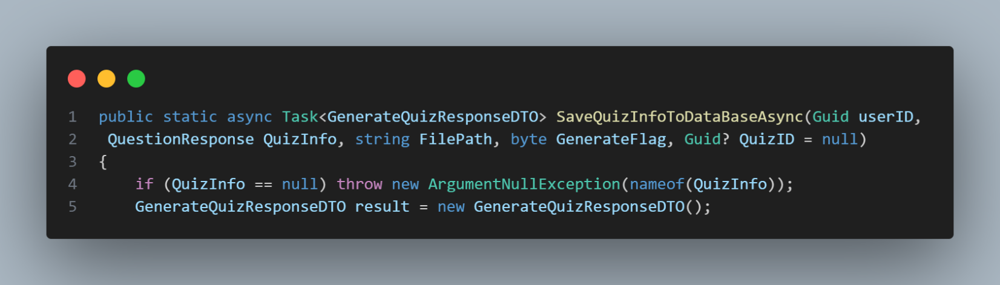 1 public static async Task<GenerateQuizResponseDTO> SaveQuizInfoToDataBaseAsync(Guid userID,
2  QuestionResponse QuizInfo, string FilePath, byte GenerateFlag, Guid? QuizID = null)
3 {
4     if (QuizInfo == null) throw new ArgumentNullException(nameof(QuizInfo));
5     GenerateQuizResponseDTO result = new GenerateQuizResponseDTO();